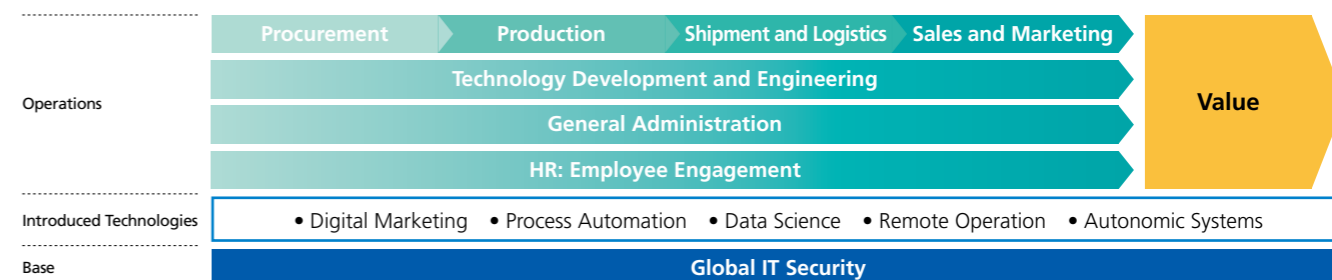 Procurement
Production
Shipment and Logistics
Sales and Marketing
Operations
Technology Development and Engineering
General Administration
HR: Employee Engagement
Value
Introduced Technologies
• Digital Marketing • Process Automation • Data Science • Remote Operation • Autonomic Systems
Base
Global IT Security